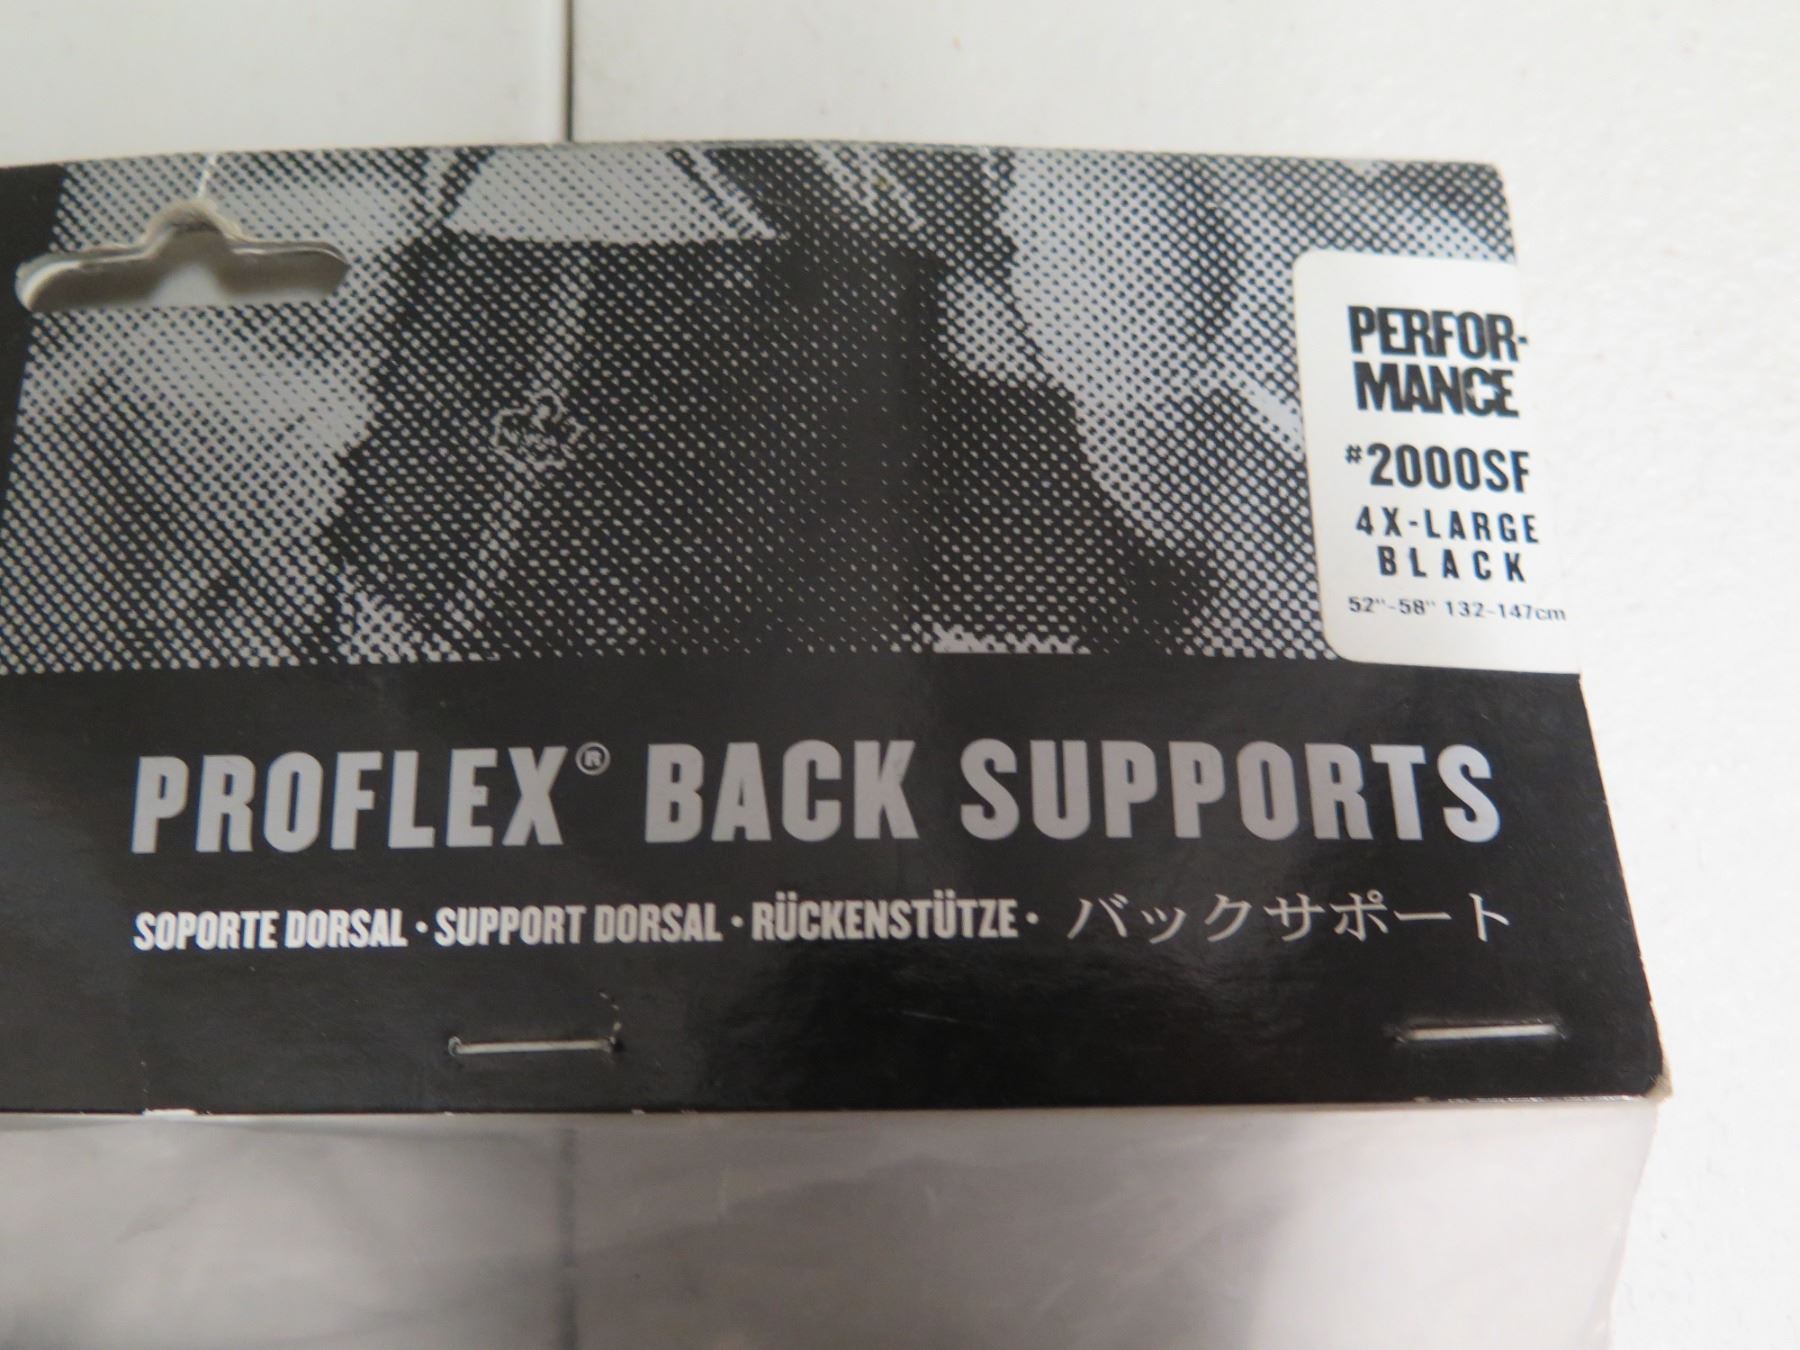 PERFOR-
MANCE
#2000SF
4X-LARGE
BLACK
52"-58" 132-147cm
PROFLEX® BACK SUPPORTS
SOPORTE DORSAL · SUPPORT DORSAL · RÜCKENSTÜTZE · バックサポート